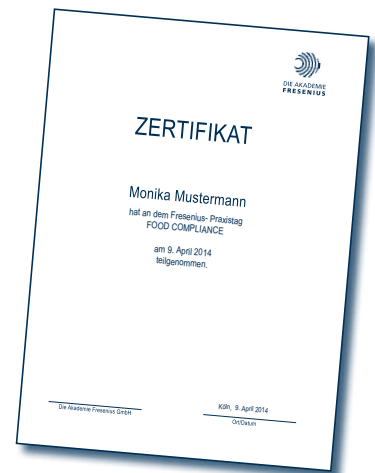 DIE AKADEMIE
FRESENIUS
ZERTIFIKAT
Monika Mustermann
hat an dem Fresenius- Praxistag
FOOD COMPLIANCE
am 9. April 2014
teilgenommen.
Die Akademie Fresenius GmbH
Köln, 9. April 2014
Ort/Datum